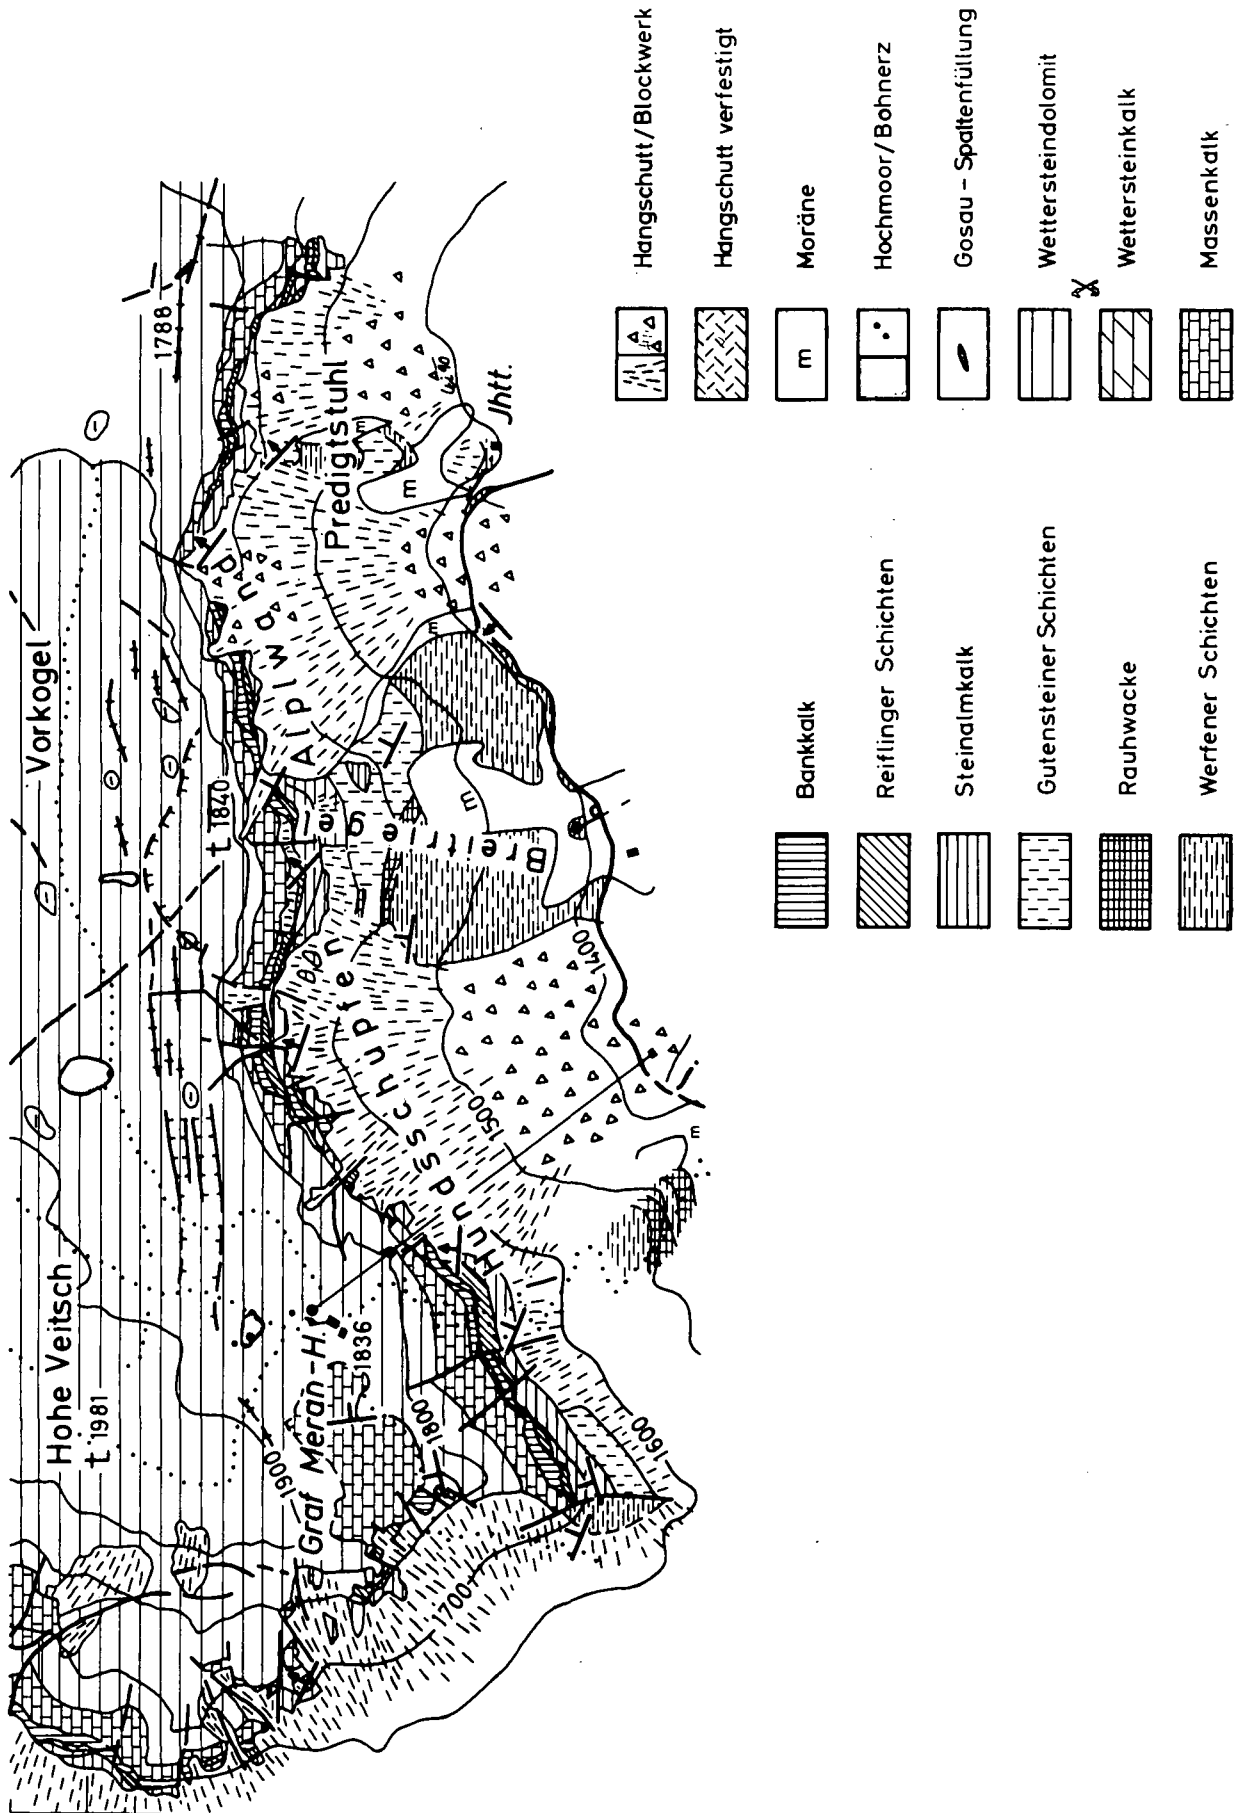 Hohe Veitsch
t 1981
Vorkogel
1788
t 1840
Alplwand
Predigtstuhl
Jhtt.
Graf Meran-H.
1836
1900
1800
1700
1600
1500
1400
Hundsschupfen
Breitriegel
m
m
m
m
m
Hangschutt/Blockwerk
Hangschutt verfestigt
m Moräne
Hochmoor/Bohnerz
Gosau-Spaltenfüllung
Wettersteindolomit
Wettersteinkalk
Massenkalk
Bankkalk
Reiflinger Schichten
Steinalmkalk
Gutensteiner Schichten
Rauhwacke
Werfener Schichten